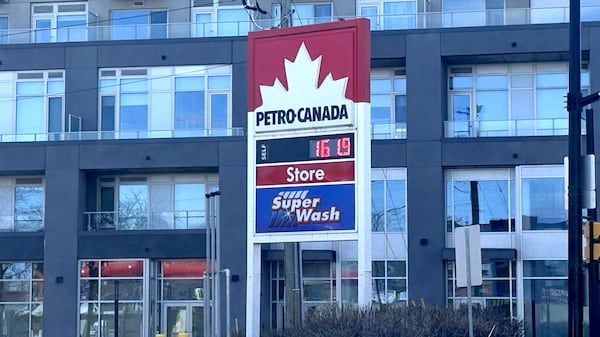 PETRO-CANADA
SELF 161.9
Store
Super
Wash